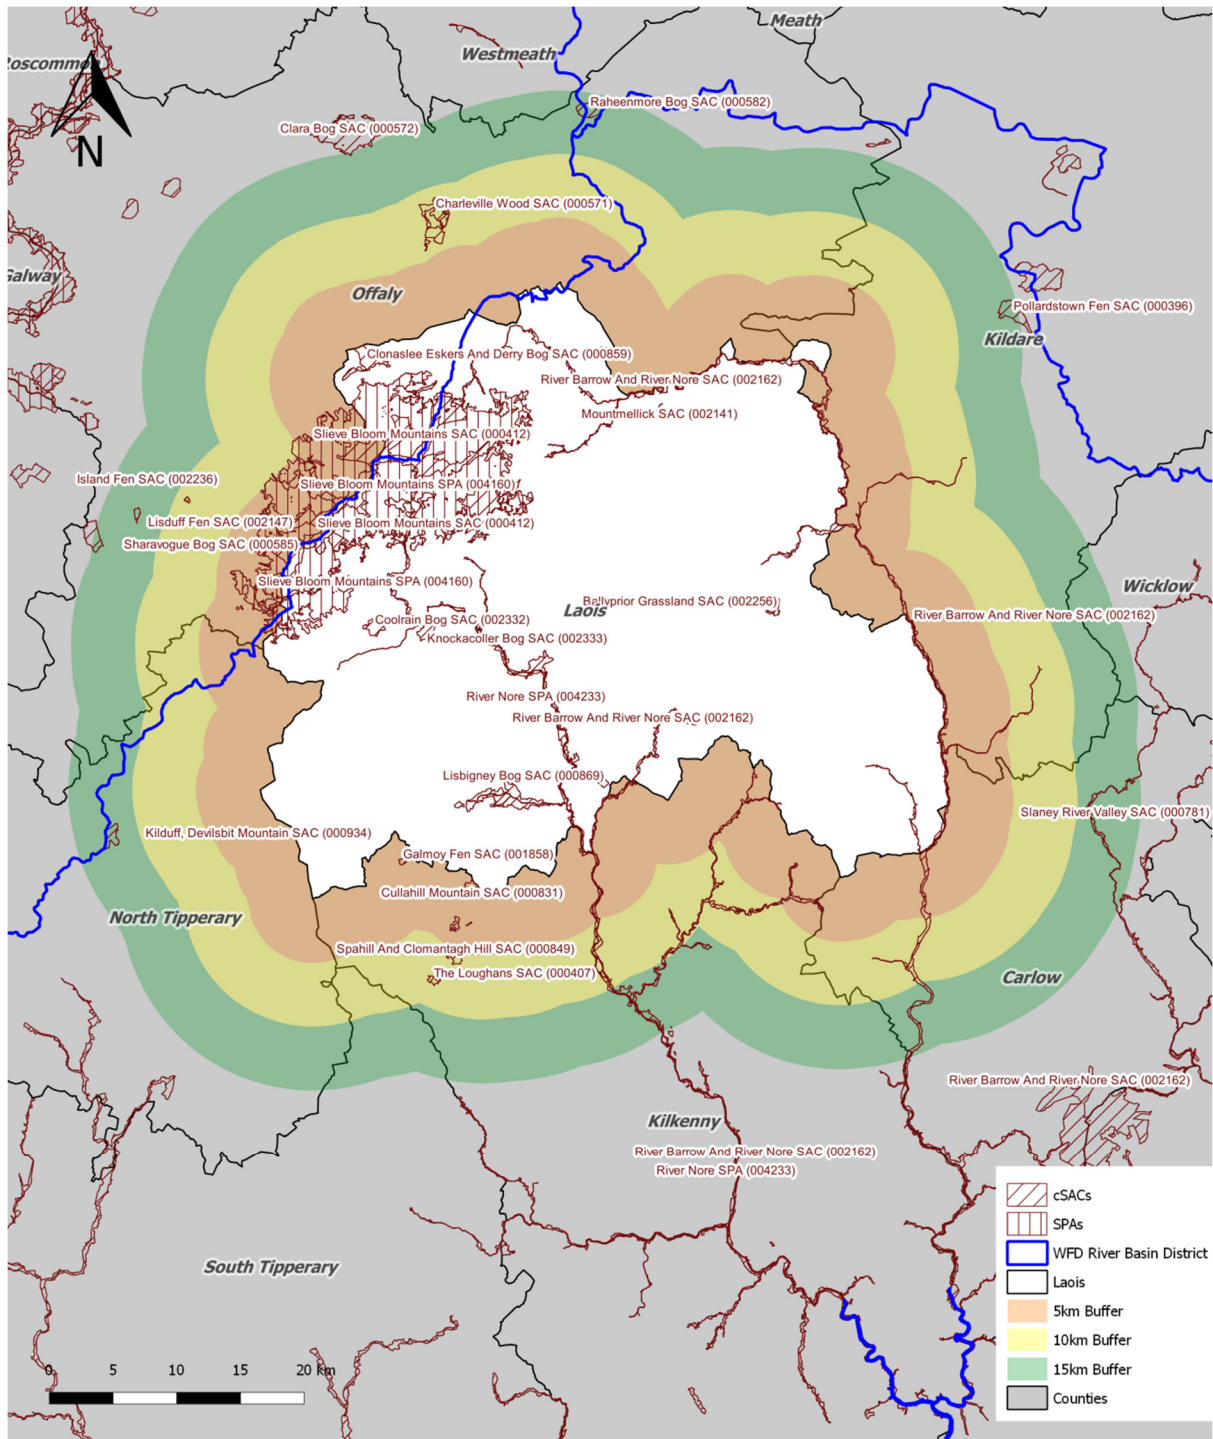 Meath
Westmeath
Roscommon
Raheenmore Bog SAC (000582)
Clara Bog SAC (000572)
N
Charleville Wood SAC (000571)
Galway
Offaly
Pollardstown Fen SAC (000396)
Kildare
Clonaslee Eskers And Derry Bog SAC (000859)
River Barrow And River Nore SAC (002162)
Mountmellick SAC (002141)
Slieve Bloom Mountains SAC (000412)
Island Fen SAC (002236)
Slieve Bloom Mountains SPA (004160)
Lisduff Fen SAC (002147)
Slieve Bloom Mountains SAC (000412)
Sharavogue Bog SAC (000585)
Slieve Bloom Mountains SPA (004160)
Wicklow
Ballyprior Grassland SAC (002256)
Laois
River Barrow And River Nore SAC (002162)
Coolrain Bog SAC (002332)
Knockacoller Bog SAC (002333)
River Nore SPA (004233)
River Barrow And River Nore SAC (002162)
Lisbigney Bog SAC (000869)
Slaney River Valley SAC (000781)
Kilduff, Devilsbit Mountain SAC (000934)
Galmoy Fen SAC (001858)
Cullahill Mountain SAC (000831)
North Tipperary
Spahill And Clomantagh Hill SAC (000849)
The Loughans SAC (000407)
Carlow
River Barrow And River Nore SAC (002162)
Kilkenny
River Barrow And River Nore SAC (002162)
River Nore SPA (004233)
South Tipperary
cSACs
SPAs
WFD River Basin District
Laois
5km Buffer
10km Buffer
15km Buffer
Counties
0 5 10 15 20 km